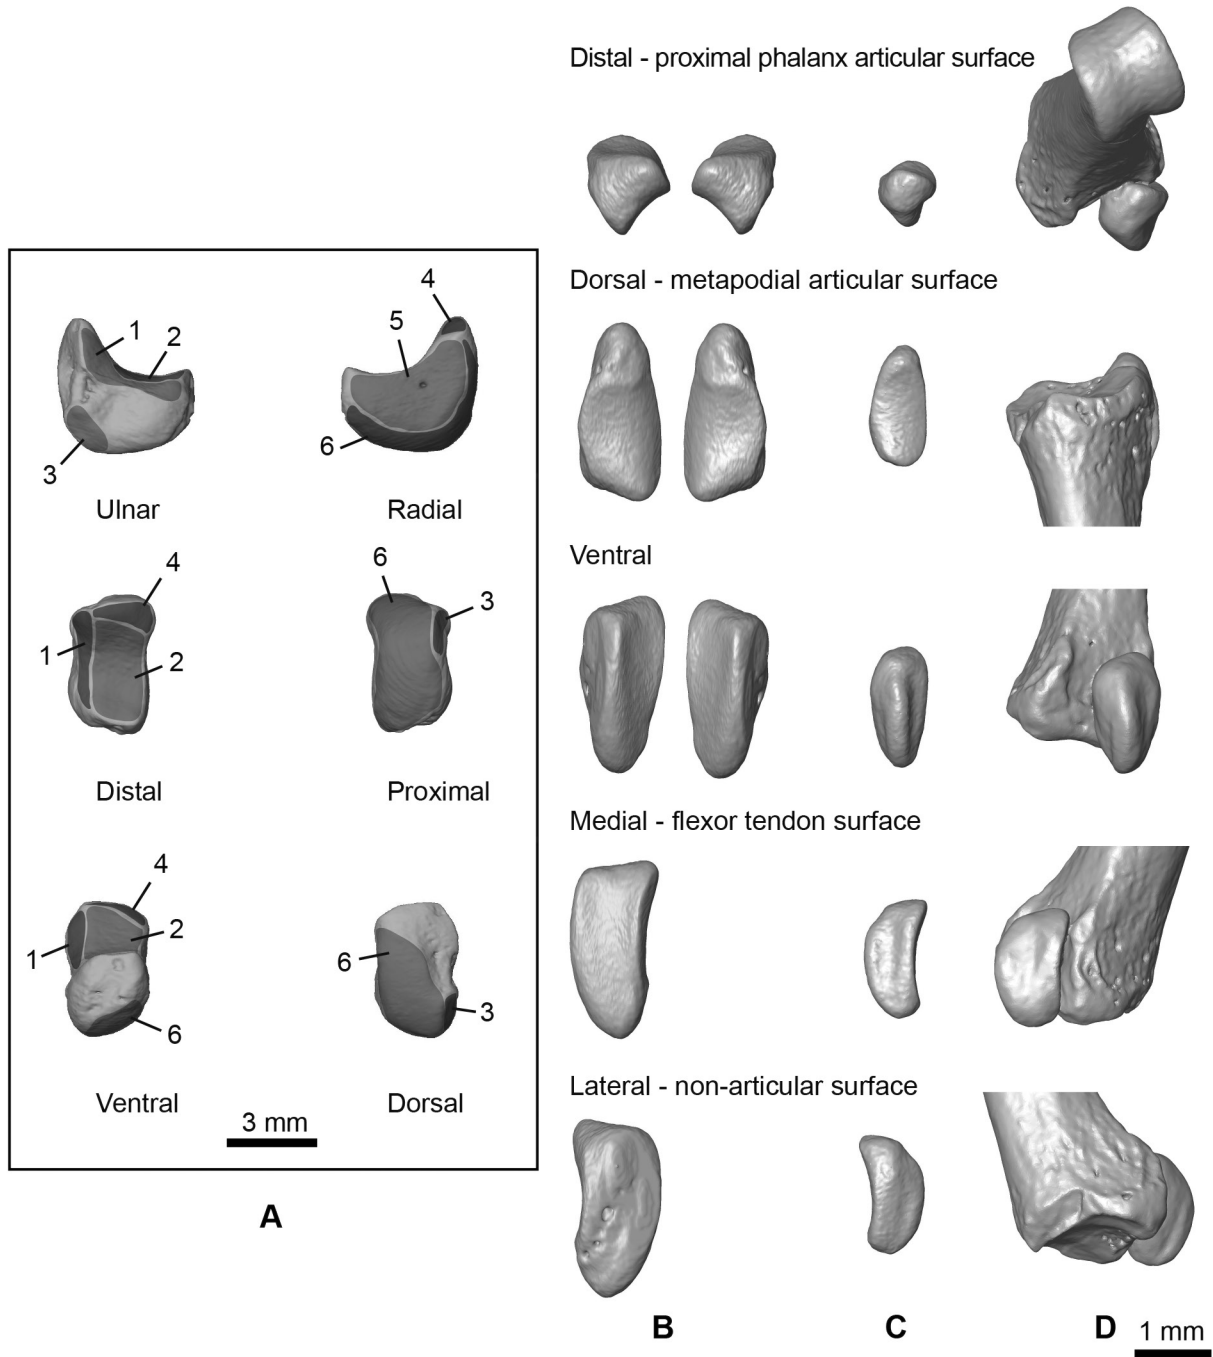 4
5
1
2
6
3
Ulnar
Radial
4
6
3
1
2
Distal
Proximal
4
2
1
6
6
3
Ventral
Dorsal
3 mm
A
Distal - proximal phalanx articular surface
Dorsal - metapodial articular surface
Ventral
Medial - flexor tendon surface
Lateral - non-articular surface
B
C
D
1 mm